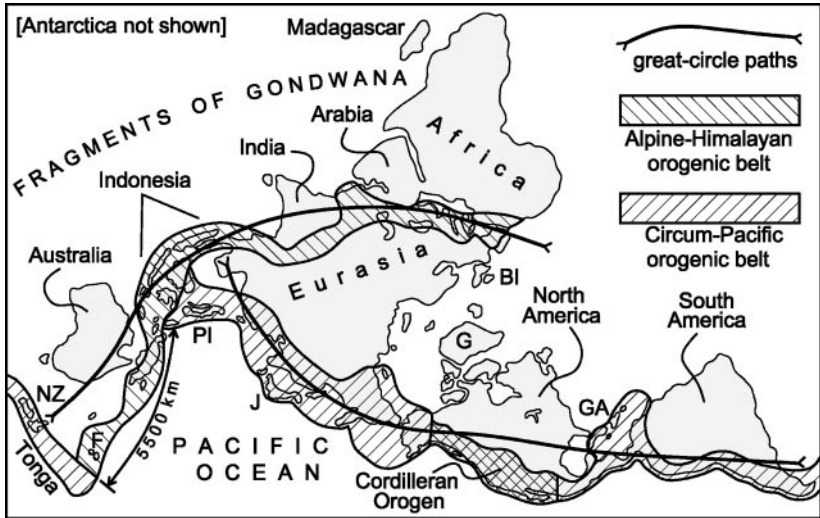 [Antarctica not shown]
Madagascar
great-circle paths
FRAGMENTS OF GONDWANA
Arabia
Africa
Alpine-Himalayan
orogenic belt
India
Indonesia
Circum-Pacific
orogenic belt
Australia
Eurasia
BI
North
America
South
America
PI
G
NZ
J
GA
F
5500 km
Tonga
PACIFIC
OCEAN
Cordilleran
Orogen